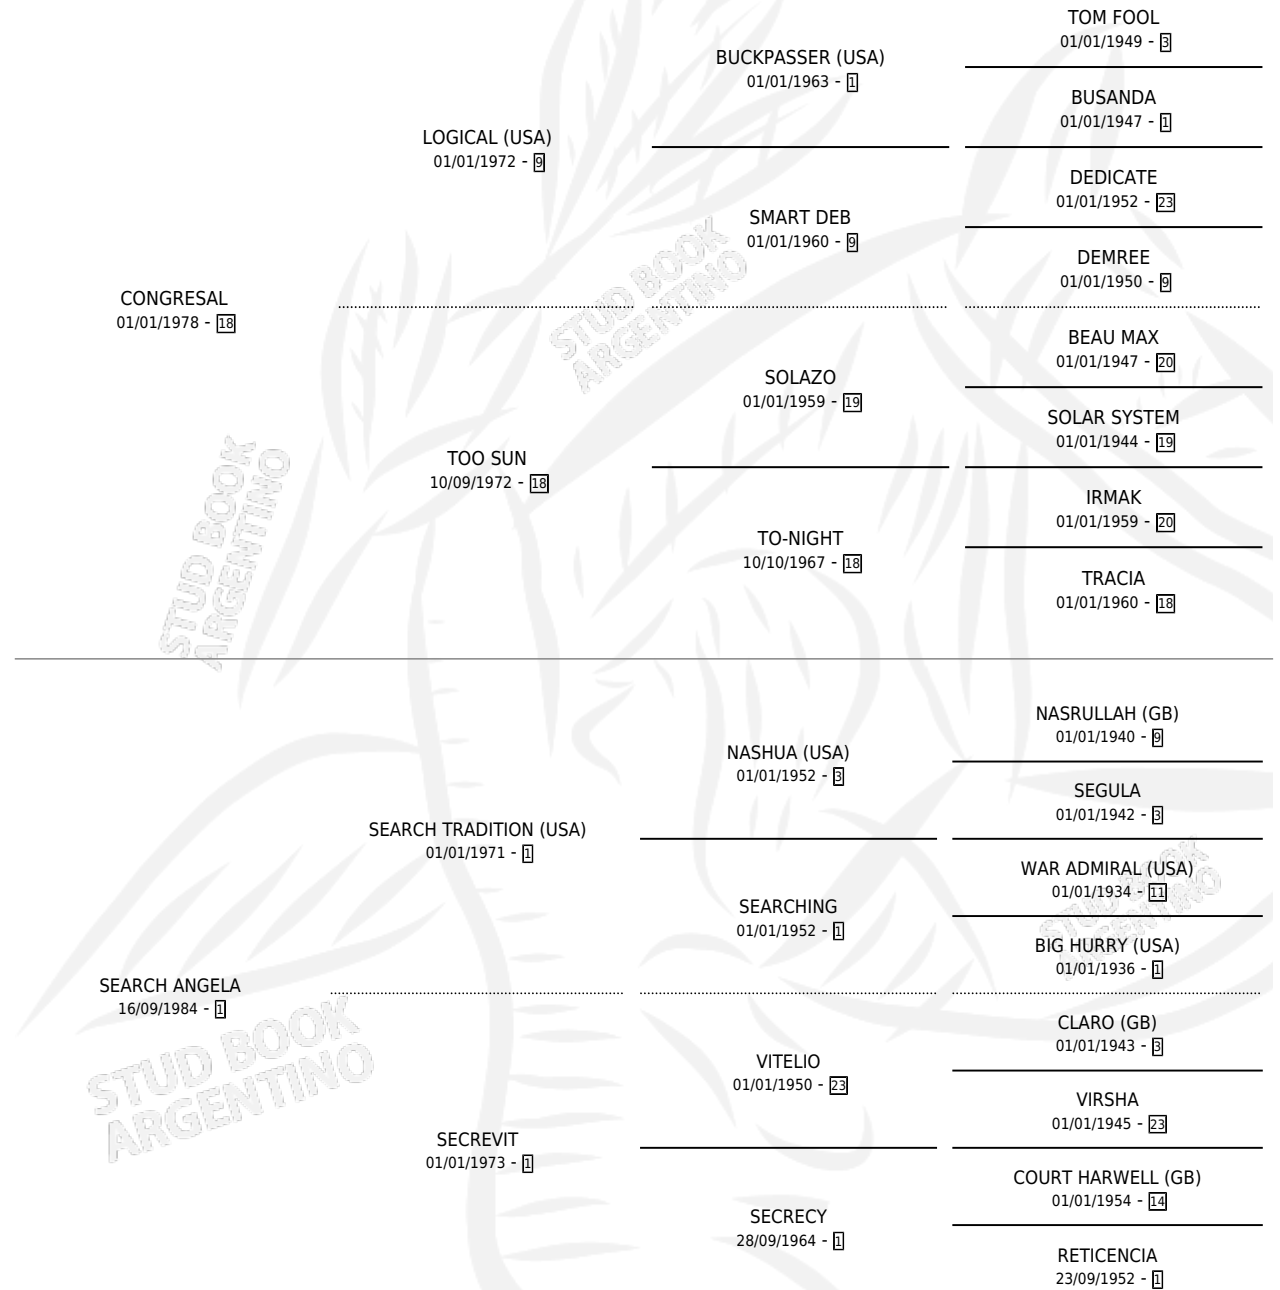 TOM FOOL
01/01/1949 - 3
BUCKPASSER (USA)
01/01/1963 - 1
BUSANDA
01/01/1947 - 1
LOGICAL (USA)
01/01/1972 - 9
DEDICATE
01/01/1952 - 23
SMART DEB
01/01/1960 - 9
DEMREE
01/01/1950 - 9
CONGRESAL
01/01/1978 - 18
BEAU MAX
01/01/1947 - 20
SOLAZO
01/01/1959 - 19
SOLAR SYSTEM
01/01/1944 - 19
TOO SUN
10/09/1972 - 18
IRMAK
01/01/1959 - 20
TO-NIGHT
10/10/1967 - 18
TRACIA
01/01/1960 - 18
NASRULLAH (GB)
01/01/1940 - 9
NASHUA (USA)
01/01/1952 - 3
SEGULA
01/01/1942 - 3
SEARCH TRADITION (USA)
01/01/1971 - 1
WAR ADMIRAL (USA)
01/01/1934 - 11
SEARCHING
01/01/1952 - 1
BIG HURRY (USA)
01/01/1936 - 1
SEARCH ANGELA
16/09/1984 - 1
CLARO (GB)
01/01/1943 - 3
VITELIO
01/01/1950 - 23
VIRSHA
01/01/1945 - 23
SECREVIT
01/01/1973 - 1
COURT HARWELL (GB)
01/01/1954 - 14
SECRECY
28/09/1964 - 1
RETICENCIA
23/09/1952 - 1
STUD BOOK
ARGENTINO
STUD BOOK
ARGENTINO
STUD BOOK
ARGENTINO
STUD BOOK
ARGENTINO